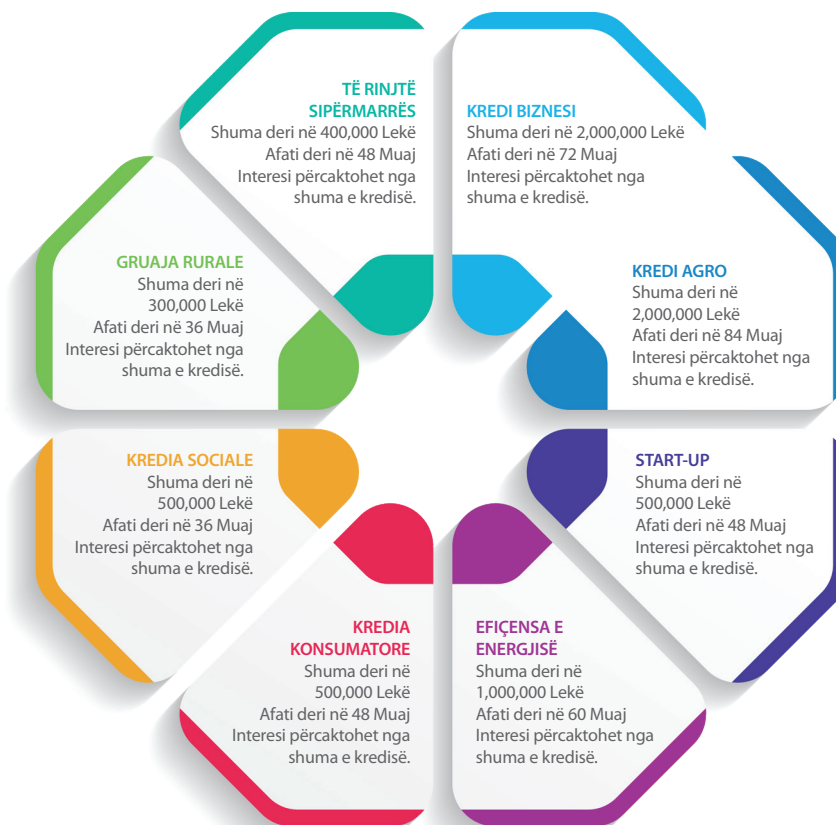 TË RINJTË
SIPËRMARRËS
Shuma deri në 400,000 Lekë
Afati deri në 48 Muaj
Interesi përcaktohet nga
shuma e kredisë.
KREDI BIZNESI
Shuma deri në 2,000,000 Lekë
Afati deri në 72 Muaj
Interesi përcaktohet nga
shuma e kredisë.
GRUAJA RURALE
Shuma deri në
300,000 Lekë
Afati deri në 36 Muaj
Interesi përcaktohet nga
shuma e kredisë.
KREDI AGRO
Shuma deri në
2,000,000 Lekë
Afati deri në 84 Muaj
Interesi përcaktohet nga
shuma e kredisë.
KREDIA SOCIALE
Shuma deri në
500,000 Lekë
Afati deri në 36 Muaj
Interesi përcaktohet nga
shuma e kredisë.
START-UP
Shuma deri në
500,000 Lekë
Afati deri në 48 Muaj
Interesi përcaktohet nga
shuma e kredisë.
KREDIA
KONSUMATORE
Shuma deri në
500,000 Lekë
Afati deri në 48 Muaj
Interesi përcaktohet nga
shuma e kredisë.
EFIÇENSA E
ENERGJISË
Shuma deri në
1,000,000 Lekë
Afati deri në 60 Muaj
Interesi përcaktohet nga
shuma e kredisë.